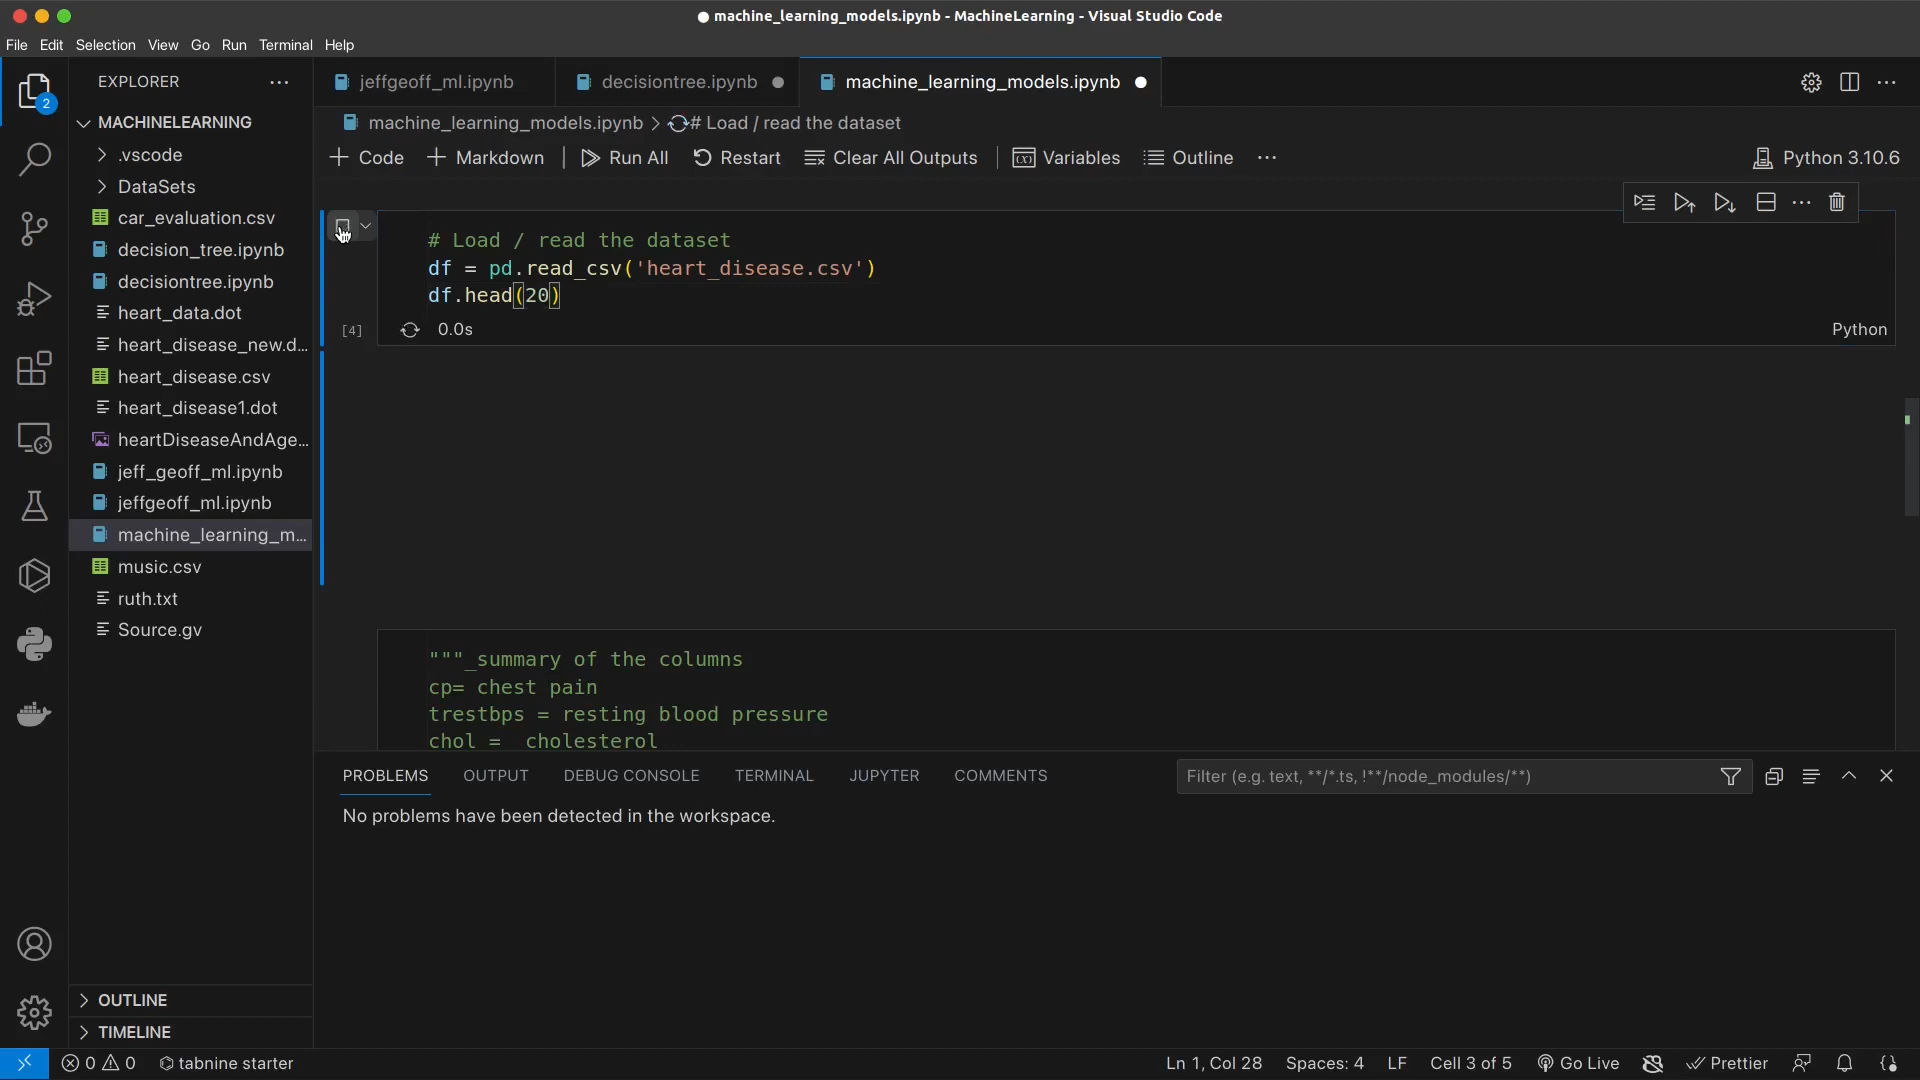 machine_learning_models.ipynb - MachineLearning - Visual Studio Code
File Edit Selection View Go Run Terminal Help
EXPLORER
2
MACHINELEARNING
.vscode
DataSets
car_evaluation.csv
decision_tree.ipynb
decisiontree.ipynb
heart_data.dot
heart_disease_new.d...
heart_disease.csv
heart_disease1.dot
heartDiseaseAndAge...
jeff_geoff_ml.ipynb
jeffgeoff_ml.ipynb
machine_learning_m...
music.csv
ruth.txt
Source.gv
OUTLINE
TIMELINE
jeffgeoff_ml.ipynb decisiontree.ipynb machine_learning_models.ipynb
machine_learning_models.ipynb > # Load / read the dataset
+ Code + Markdown | Run All Restart Clear All Outputs | Variables Outline ... Python 3.10.6
# Load / read the dataset
df = pd.read_csv('heart_disease.csv')
df.head(20)
[4] 0.0s Python
"""_summary of the columns
cp= chest pain
trestbps = resting blood pressure
chol =  cholesterol
PROBLEMS OUTPUT DEBUG CONSOLE TERMINAL JUPYTER COMMENTS Filter (e.g. text, **/*.ts, !**/node_modules/**)
No problems have been detected in the workspace.
0 0 tabnine starter Ln 1, Col 28 Spaces: 4 LF Cell 3 of 5 Go Live Prettier